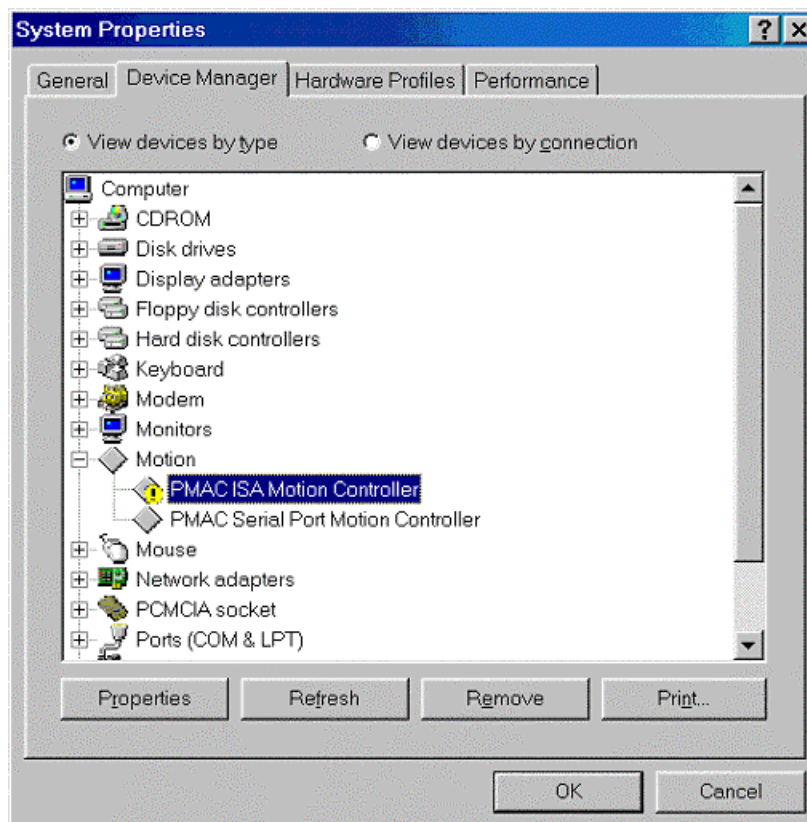 System Properties
General Device Manager Hardware Profiles Performance
View devices by type View devices by connection
Computer
CDROM
Disk drives
Display adapters
Floppy disk controllers
Hard disk controllers
Keyboard
Modem
Monitors
Motion
PMAC ISA Motion Controller
PMAC Serial Port Motion Controller
Mouse
Network adapters
PCMCIA socket
Ports (COM & LPT)
Properties Refresh Remove Print...
OK Cancel